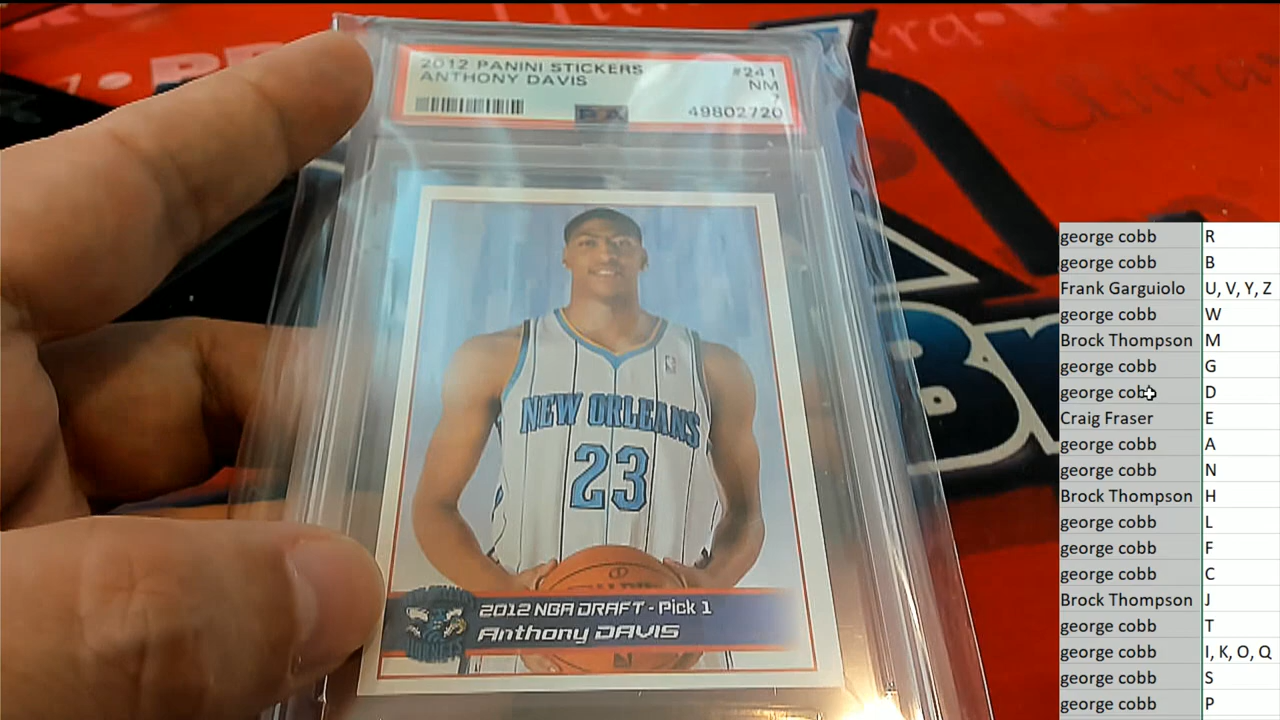 2012 PANINI STICKERS #241
ANTHONY DAVIS NM
7
49802720
NEW ORLEANS
23
2012 NBA DRAFT - Pick 1
Anthony DAVIS
george cobb R
george cobb B
Frank Garguiolo U, V, Y, Z
george cobb W
Brock Thompson M
george cobb G
george cobb D
Craig Fraser E
george cobb A
george cobb N
Brock Thompson H
george cobb L
george cobb F
george cobb C
Brock Thompson J
george cobb T
george cobb I, K, O, Q
george cobb S
george cobb P